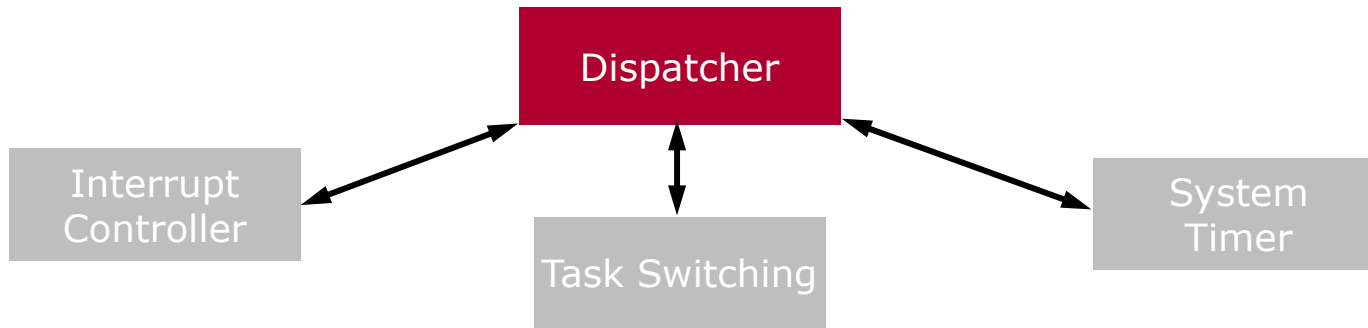 Dispatcher
Interrupt
Controller
Task Switching
System
Timer